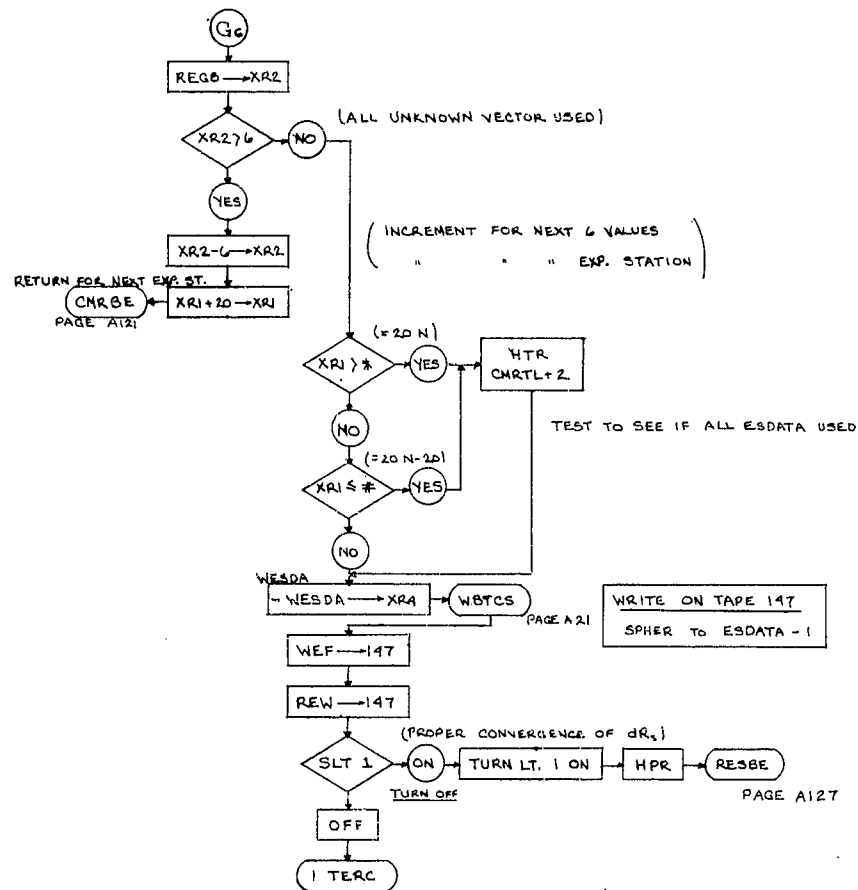 G6
REGB → XR2
XR2>6
NO
(ALL UNKNOWN VECTOR USED)
YES
XR2-6 → XR2
(INCREMENT FOR NEXT 6 VALUES
" " " EXP. STATION)
RETURN FOR NEXT EXP. ST.
CMRBE
XR1+20 → XR1
PAGE A121
(=20 N)
XR1 > *
YES
HTR
CMRTL+2
TEST TO SEE IF ALL ESDATA USED
NO
(=20 N-20)
XR1 ≤ *
YES
NO
WESDA
- WESDA → XR4
WBTCS
PAGE A21
WRITE ON TAPE 147
SPHER TO ESDATA - 1
WEF → 147
REW → 147
(PROPER CONVERGENCE OF dRs)
SLT 1
ON
TURN LT. 1 ON
HPR
RESBE
TURN OFF
PAGE A127
OFF
1 TERC